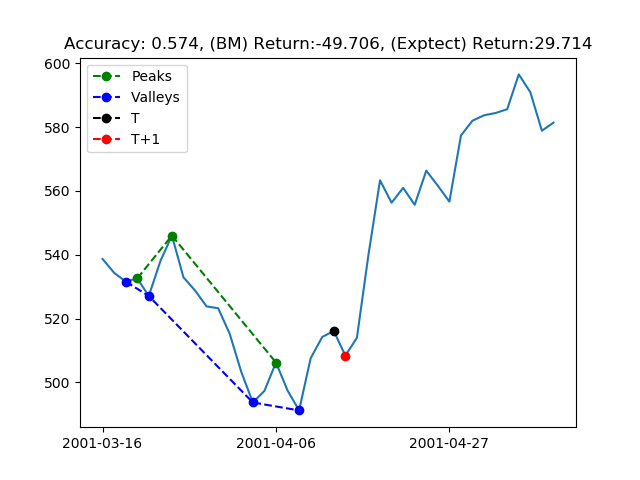 Accuracy: 0.574, (BM) Return:-49.706, (Exptect) Return:29.714
600
580
560
540
520
500
Peaks
Valleys
T
T+1
2001-03-16
2001-04-06
2001-04-27